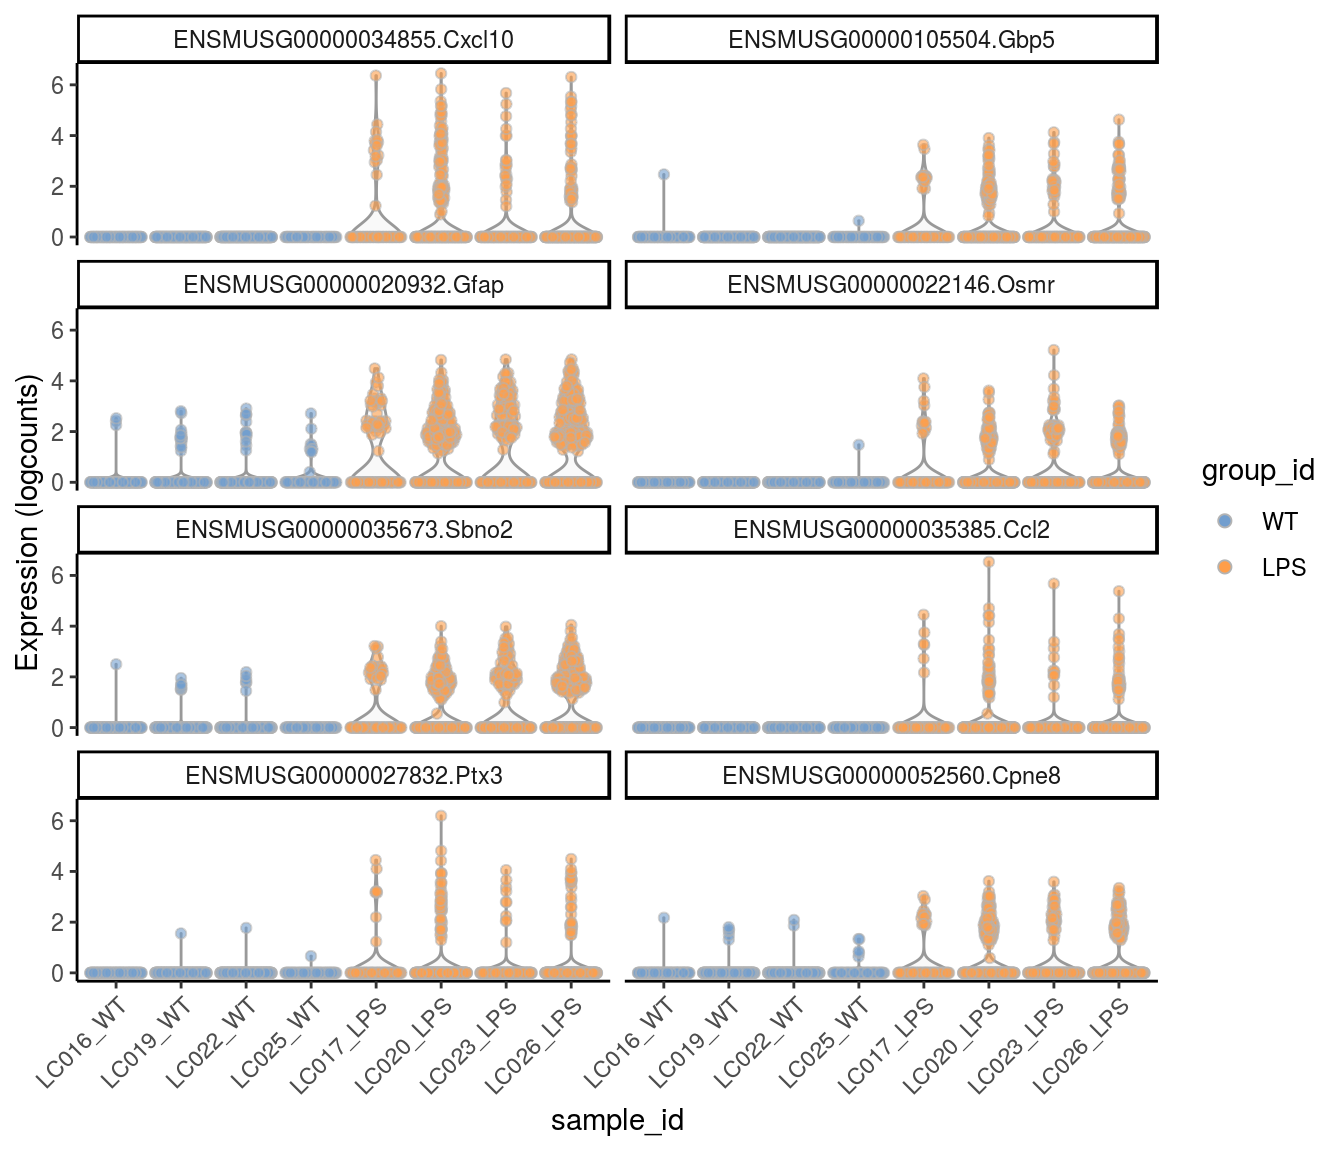 ENSMUSG00000034855.Cxcl10
ENSMUSG00000105504.Gbp5
6
4
2
0
ENSMUSG00000020932.Gfap
ENSMUSG00000022146.Osmr
6
4
2
0
ENSMUSG00000035673.Sbno2
ENSMUSG00000035385.Ccl2
6
4
2
0
ENSMUSG00000027832.Ptx3
ENSMUSG00000052560.Cpne8
6
4
2
0
Expression (logcounts)
LC016_WT
LC019_WT
LC022_WT
LC025_WT
LC017_LPS
LC020_LPS
LC023_LPS
LC026_LPS
LC016_WT
LC019_WT
LC022_WT
LC025_WT
LC017_LPS
LC020_LPS
LC023_LPS
LC026_LPS
sample_id
group_id
WT
LPS